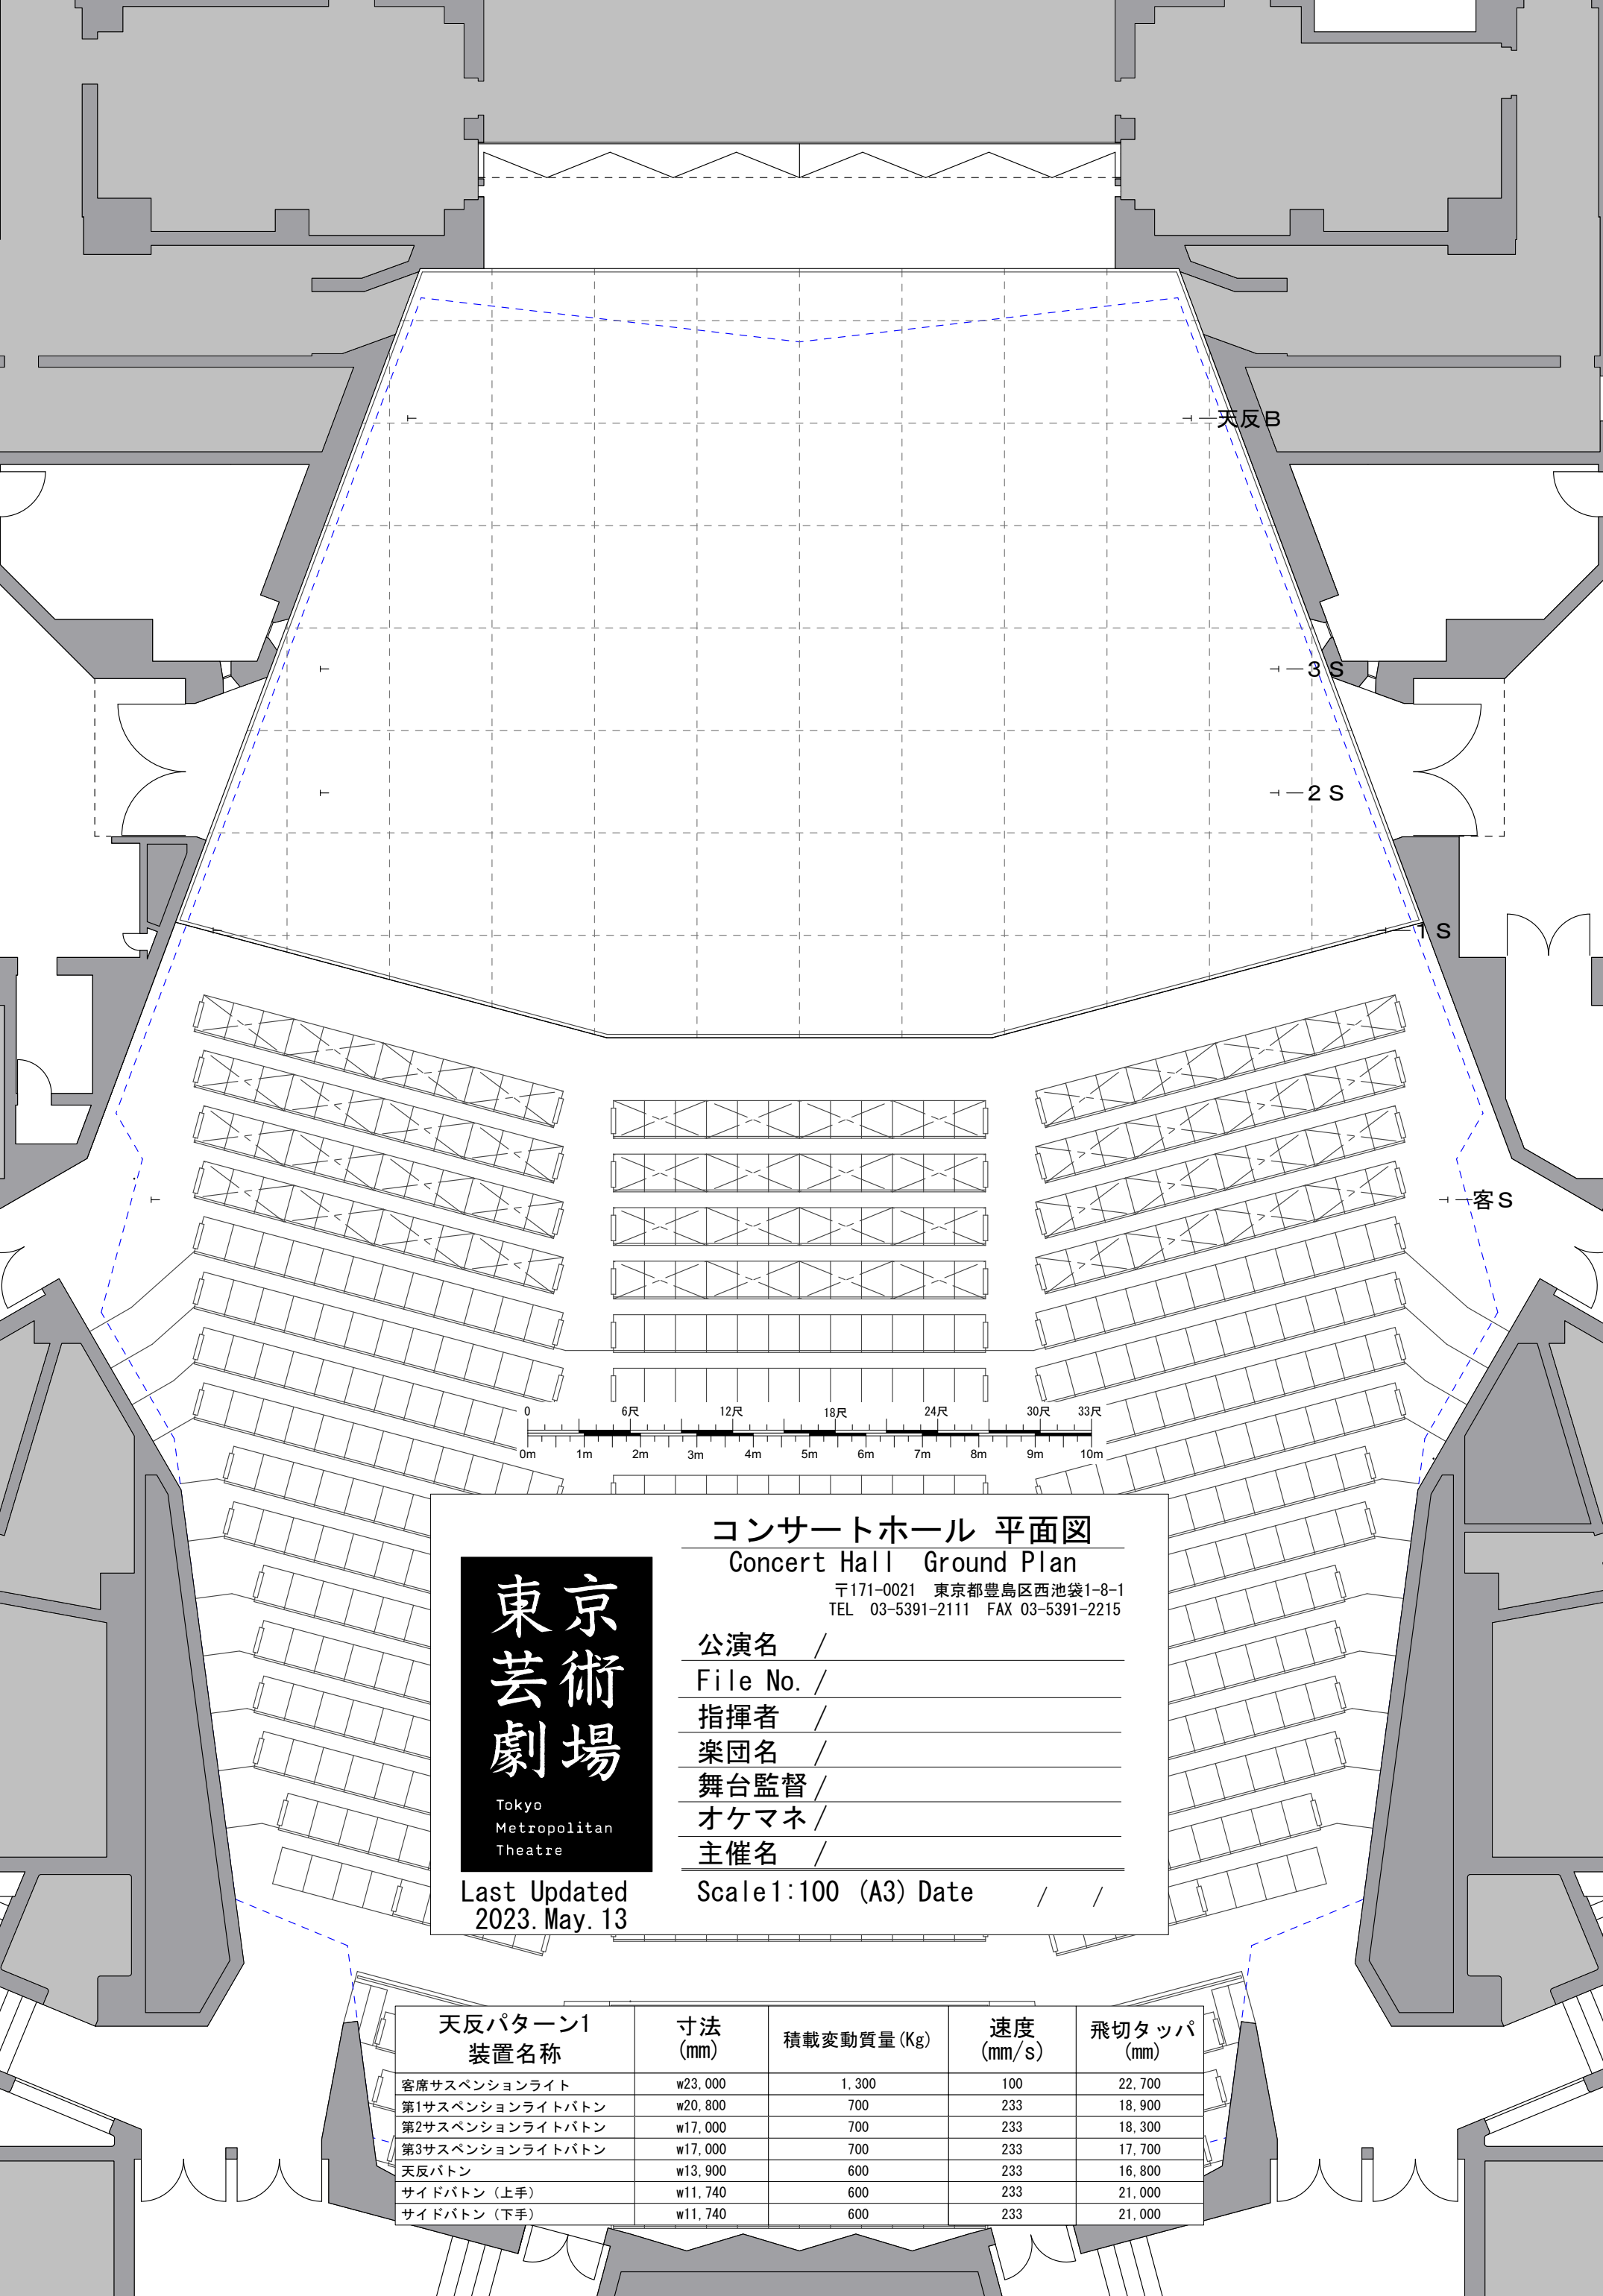 天反B
3S
2S
1S
客S
0 6尺 12尺 18尺 24尺 30尺 33尺
0m 1m 2m 3m 4m 5m 6m 7m 8m 9m 10m
コンサートホール 平面図
Concert Hall Ground Plan
〒171-0021 東京都豊島区西池袋1-8-1
TEL 03-5391-2111 FAX 03-5391-2215
東京
芸術
劇場
Tokyo
Metropolitan
Theatre
公演名 /
File No. /
指揮者 /
楽団名 /
舞台監督 /
オケマネ /
主催名 /
Last Updated
2023.May.13
Scale1:100 (A3) Date / /
天反パターン1 装置名称 寸法(mm) 積載変動質量(Kg) 速度(mm/s) 飛切タッパ(mm)
客席サスペンションライト w23,000 1,300 100 22,700
第1サスペンションライトバトン w20,800 700 233 18,900
第2サスペンションライトバトン w17,000 700 233 18,300
第3サスペンションライトバトン w17,000 700 233 17,700
天反バトン w13,900 600 233 16,800
サイドバトン（上手） w11,740 600 233 21,000
サイドバトン（下手） w11,740 600 233 21,000